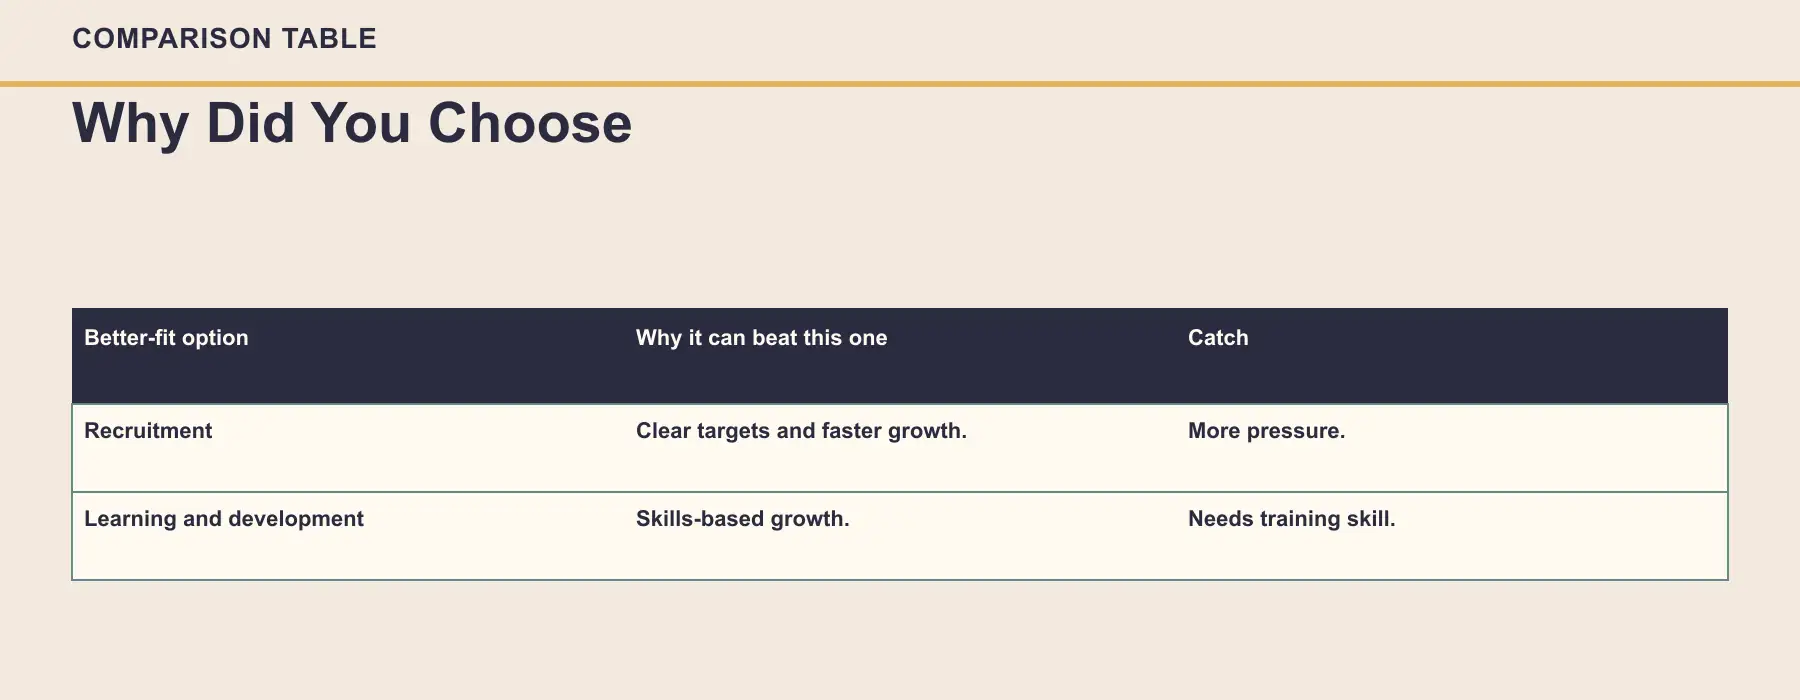 COMPARISON TABLE
Why Did You Choose
Better-fit option Why it can beat this one Catch
Recruitment Clear targets and faster growth. More pressure.
Learning and development Skills-based growth. Needs training skill.